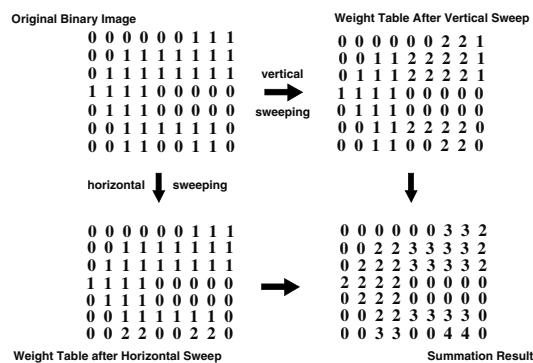 Original Binary Image
0 0 0 0 0 0 1 1 1
0 0 1 1 1 1 1 1 1
0 1 1 1 1 1 1 1 1
1 1 1 1 0 0 0 0 0
0 1 1 1 0 0 0 0 0
0 0 1 1 1 1 1 1 0
0 0 1 1 0 0 1 1 0
vertical
sweeping
Weight Table After Vertical Sweep
0 0 0 0 0 0 2 2 1
0 0 1 1 2 2 2 2 1
0 1 1 1 2 2 2 2 1
1 1 1 1 0 0 0 0 0
0 1 1 1 0 0 0 0 0
0 0 1 1 2 2 2 2 0
0 0 1 1 0 0 2 2 0
horizontal sweeping
0 0 0 0 0 0 1 1 1
0 0 1 1 1 1 1 1 1
0 1 1 1 1 1 1 1 1
1 1 1 1 0 0 0 0 0
0 1 1 1 0 0 0 0 0
0 0 1 1 1 1 1 1 0
0 0 2 2 0 0 2 2 0
Weight Table after Horizontal Sweep
0 0 0 0 0 0 3 3 2
0 0 2 2 3 3 3 3 2
0 2 2 2 3 3 3 3 2
2 2 2 2 0 0 0 0 0
0 2 2 2 0 0 0 0 0
0 0 2 2 3 3 3 3 0
0 0 3 3 0 0 4 4 0
Summation Result